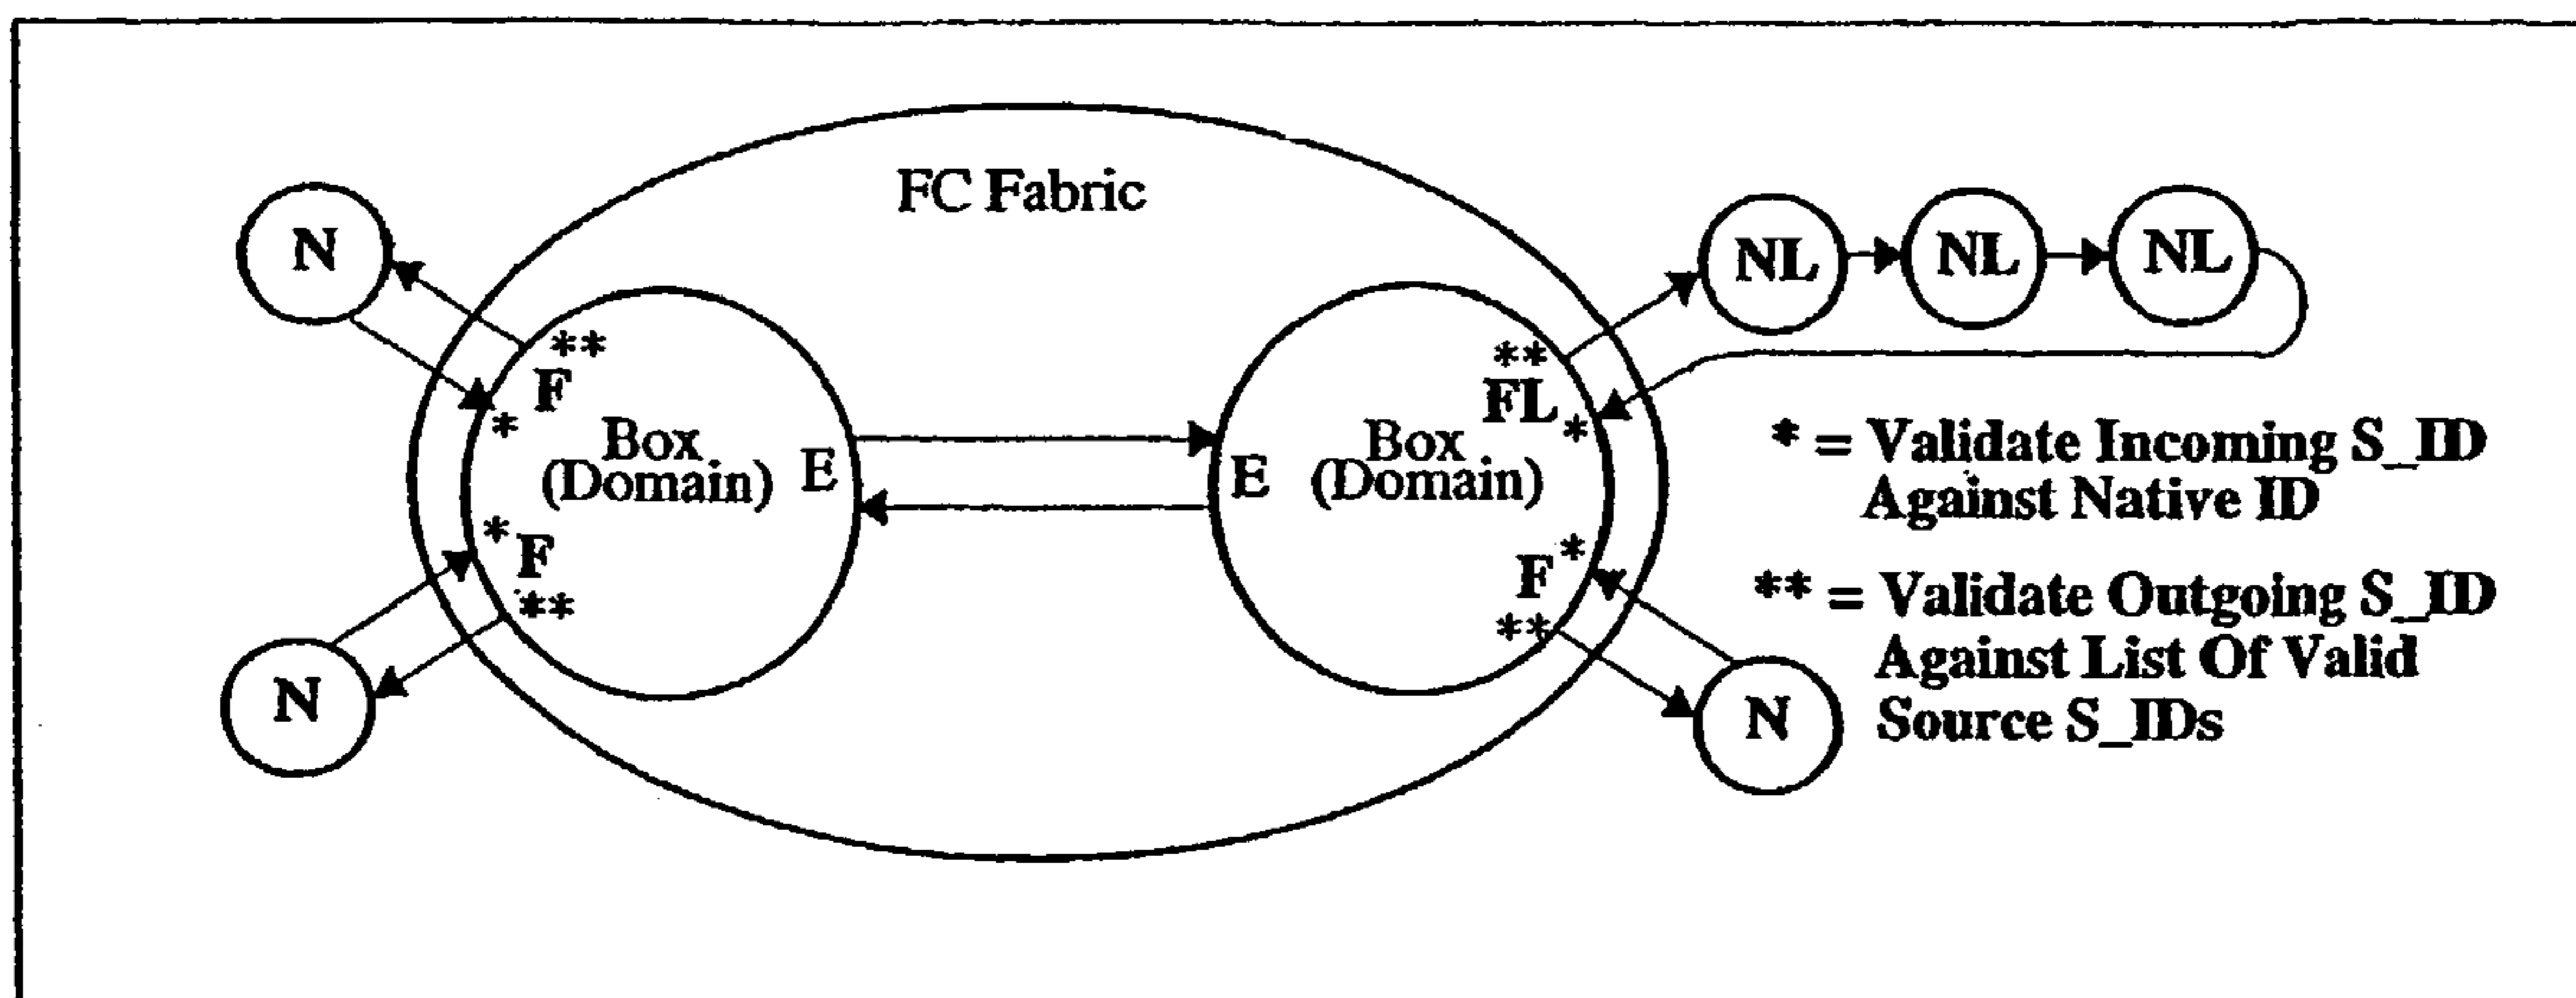 FC Fabric
N
NL
NL
NL
**
F
*
Box
(Domain)
E
**
FL
*
E
Box
(Domain)
* = Validate Incoming S_ID
Against Native ID
*
F
**
F
*
**
** = Validate Outgoing S_ID
Against List Of Valid
Source S_IDs
N
N